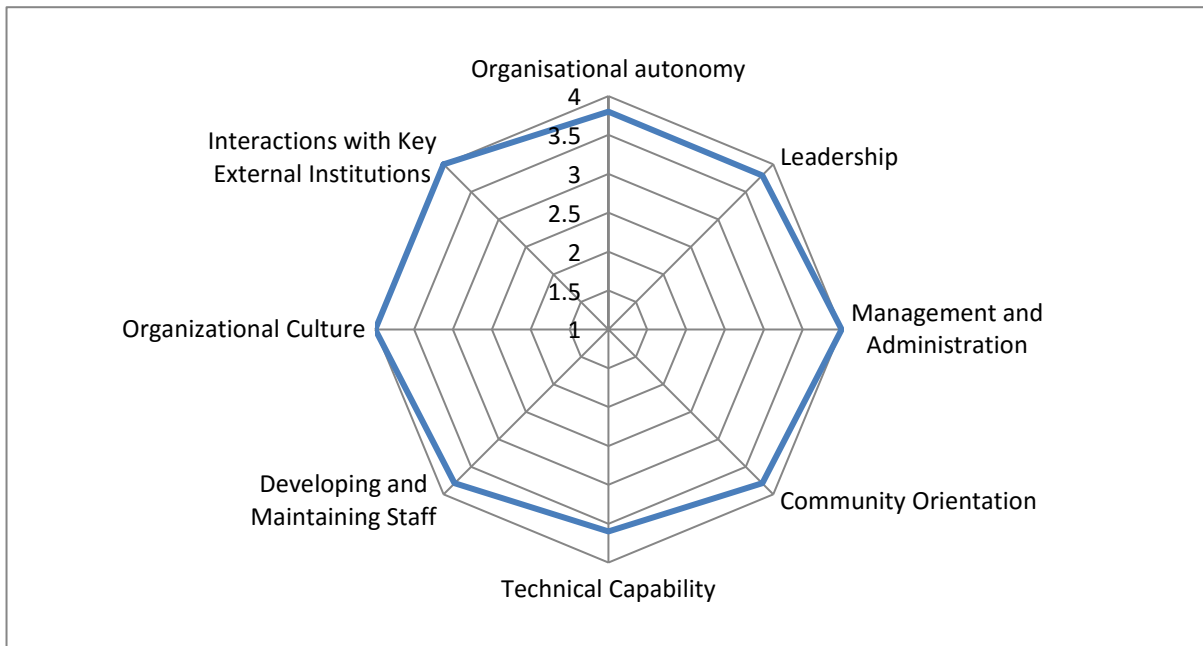 Organisational autonomy
4
3.5
3
2.5
2
1.5
1
Leadership
Management and
Administration
Community Orientation
Technical Capability
Developing and
Maintaining Staff
Organizational Culture
Interactions with Key
External Institutions